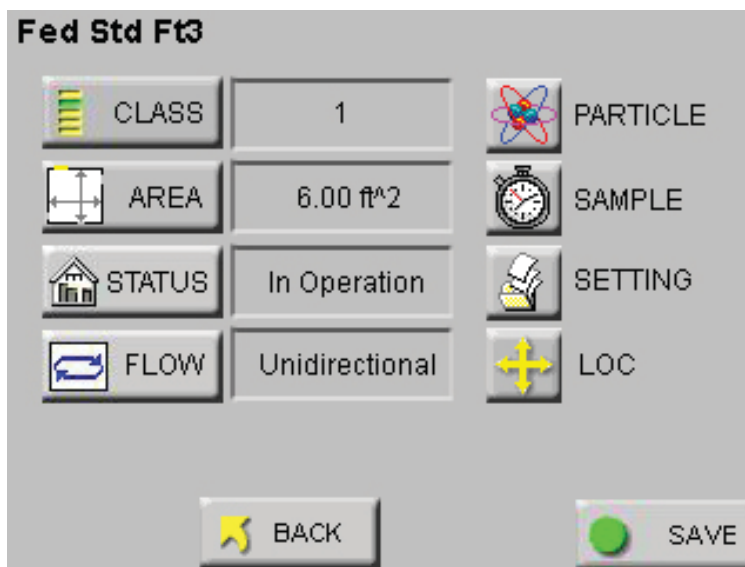 Fed Std Ft3
CLASS 1 PARTICLE
AREA 6.00 ft^2 SAMPLE
STATUS In Operation SETTING
FLOW Unidirectional LOC
BACK SAVE